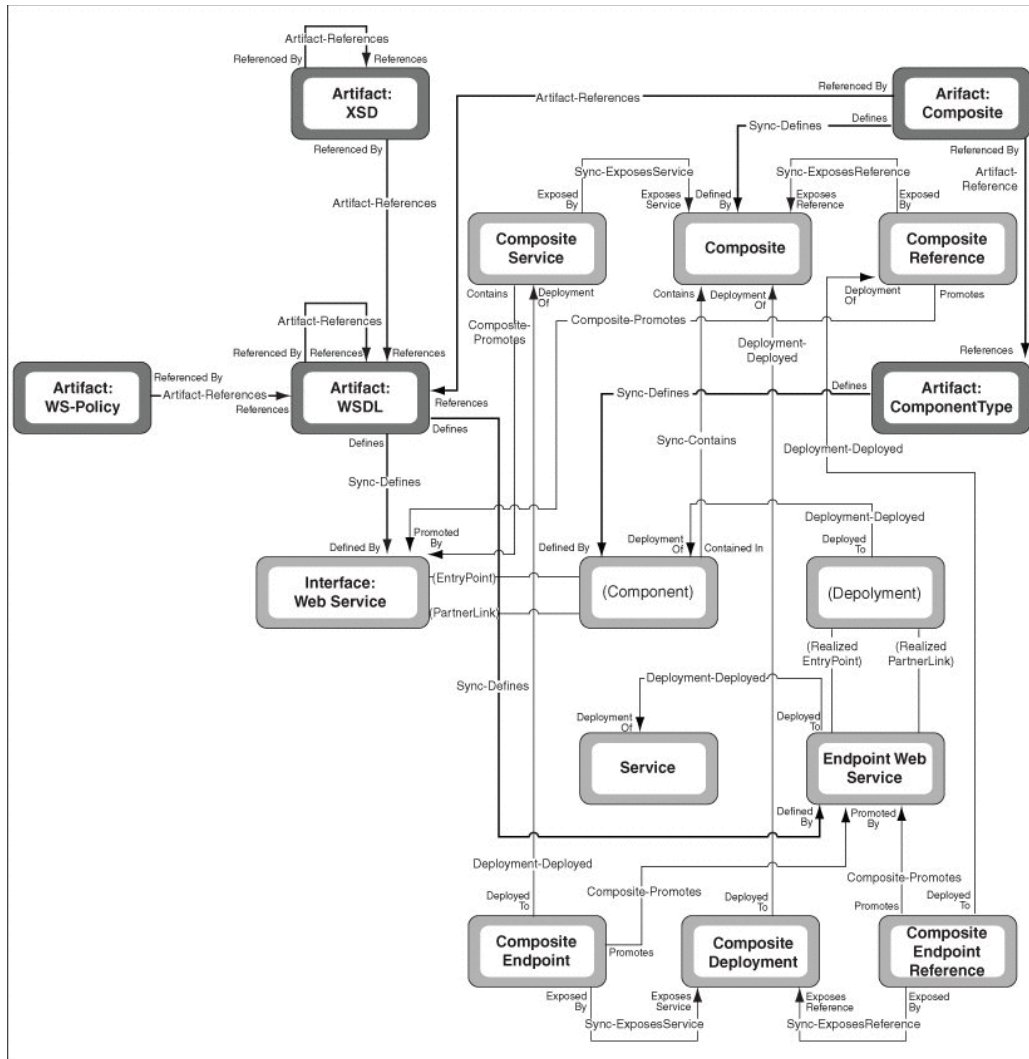 Artifact-References
Referenced By
References
Artifact:
XSD
Referenced By
Artifact-References
Referenced By
Arifact:
Composite
Artifact-References
Defines
Sync-Defines
Referenced By
Artifact-
Reference
Sync-ExposesService
Sync-ExposesReference
Exposed
By
Exposes
Service
Defined
By
Exposes
Reference
Exposed
By
Composite
Service
Composite
Composite
Reference
Contains
Deployment
Of
Contains
Deployment
Of
Deployment
Of
Promotes
Artifact-References
Composite-
Promotes
Composite-Promotes
Deployment-
Deployed
Referenced By
References
References
References
Artifact:
WS-Policy
Referenced By
Artifact-References
References
Artifact:
WSDL
References
Defines
Defines
Sync-Defines
Defines
Artifact:
ComponentType
Sync-Contains
Deployment-Deployed
Sync-Defines
Deployment-Deployed
Promoted
By
Defined By
Defined By
Deployment
Of
Contained In
Deployed
To
Interface:
Web Service
(EntryPoint)
(PartnerLink)
(Component)
(Depolyment)
(Realized
EntryPoint)
(Realized
PartnerLink)
Sync-Defines
Deployment-Deployed
Deployment
Of
Deployed
To
Service
Endpoint Web
Service
Defined
By
Promoted
By
Deployment-Deployed
Composite-Promotes
Composite-Promotes
Deployed
To
Deployed
To
Promotes
Deployed
To
Composite
Endpoint
Promotes
Composite
Deployment
Composite
Endpoint
Reference
Exposed
By
Exposes
Service
Exposes
Reference
Exposed
By
Sync-ExposesService
Sync-ExposesReference